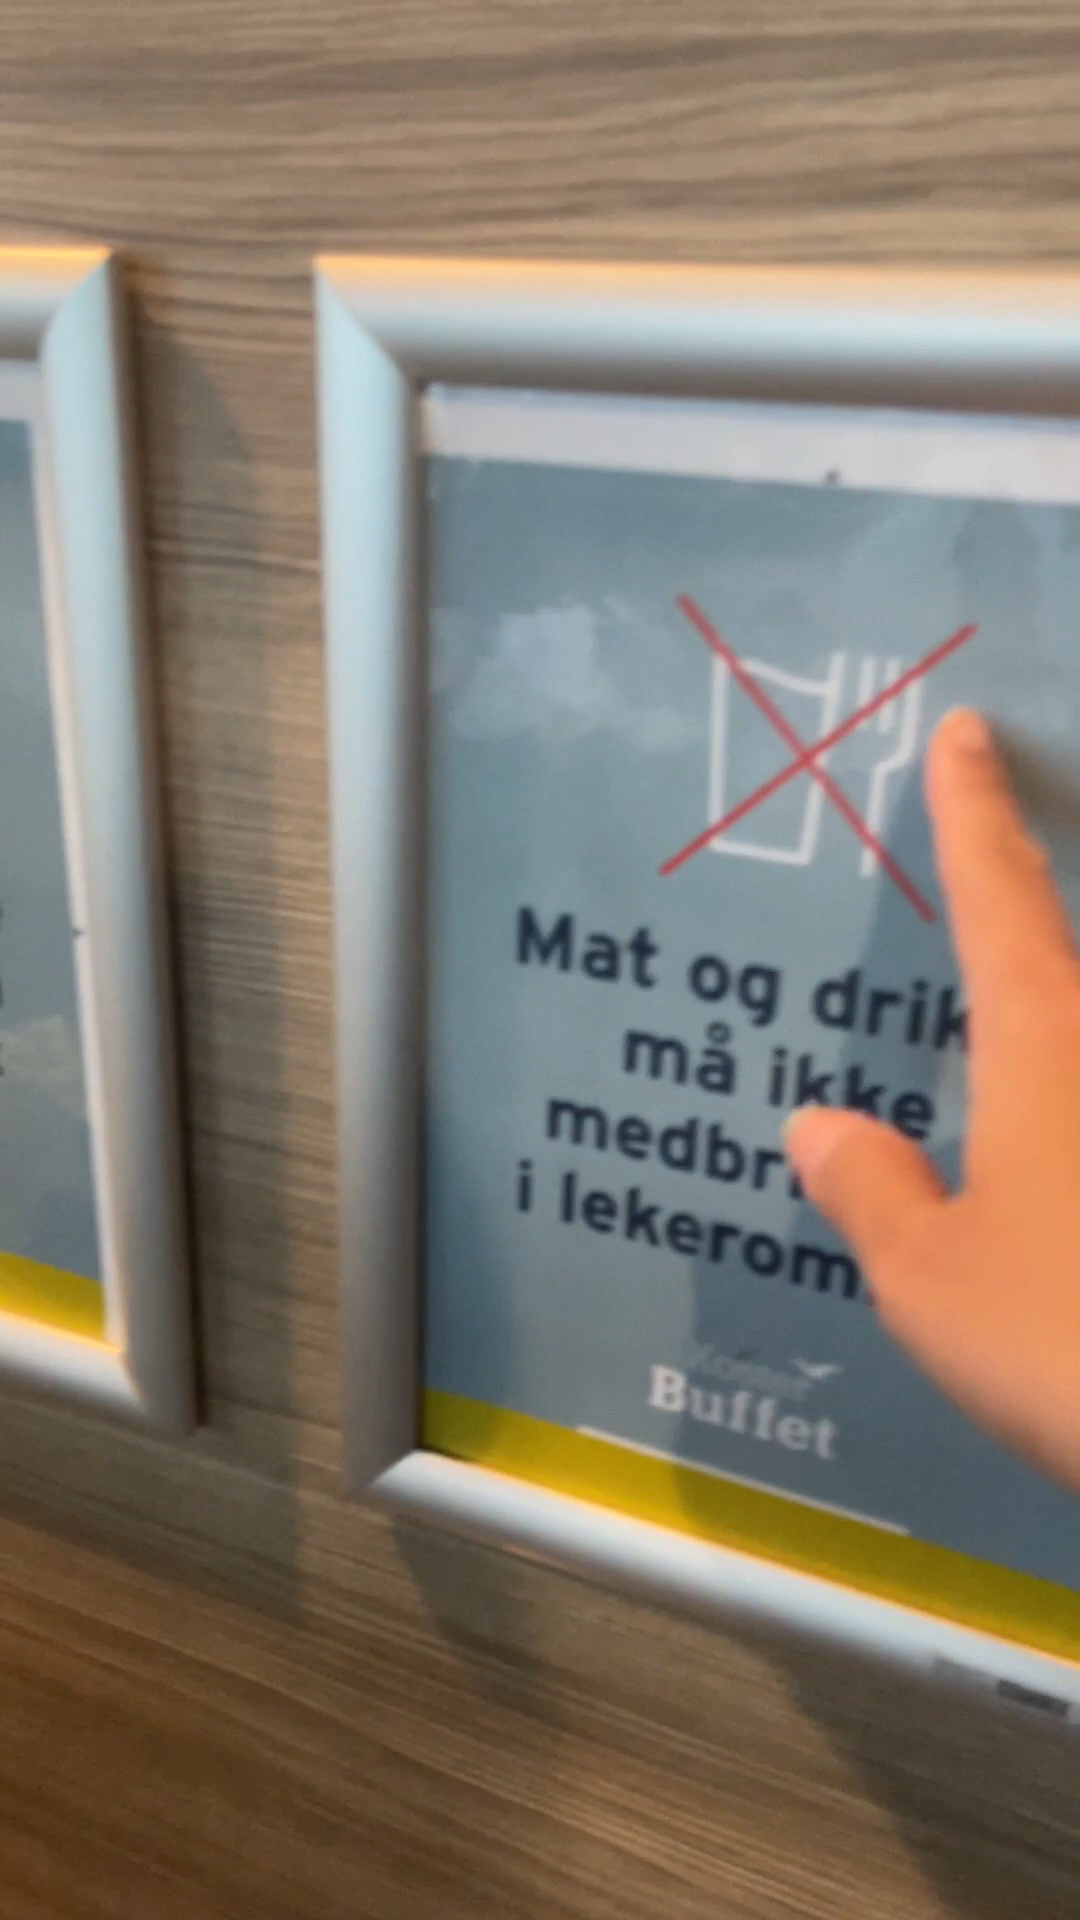 Mat og drik
må ikke
medbr
i lekerom.
Buffet